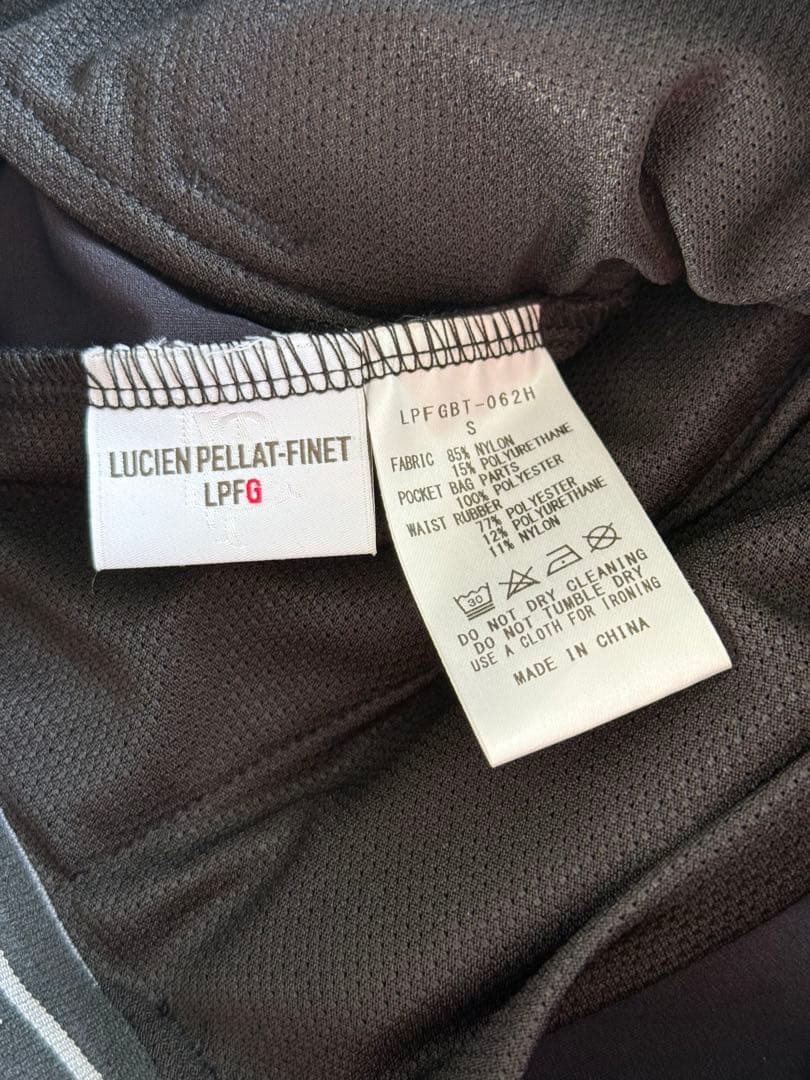 LUCIEN PELLAT-FINET
LPFG
LPFGBT-062H
S
FABRIC 85% NYLON
15% POLYURETHANE
POCKET BAG PARTS
100% POLYESTER
WAIST RUBBER
77% POLYESTER
12% POLYURETHANE
11% NYLON
30
DO NOT DRY CLEANING
DO NOT TUMBLE DRY
USE A CLOTH FOR IRONING
MADE IN CHINA